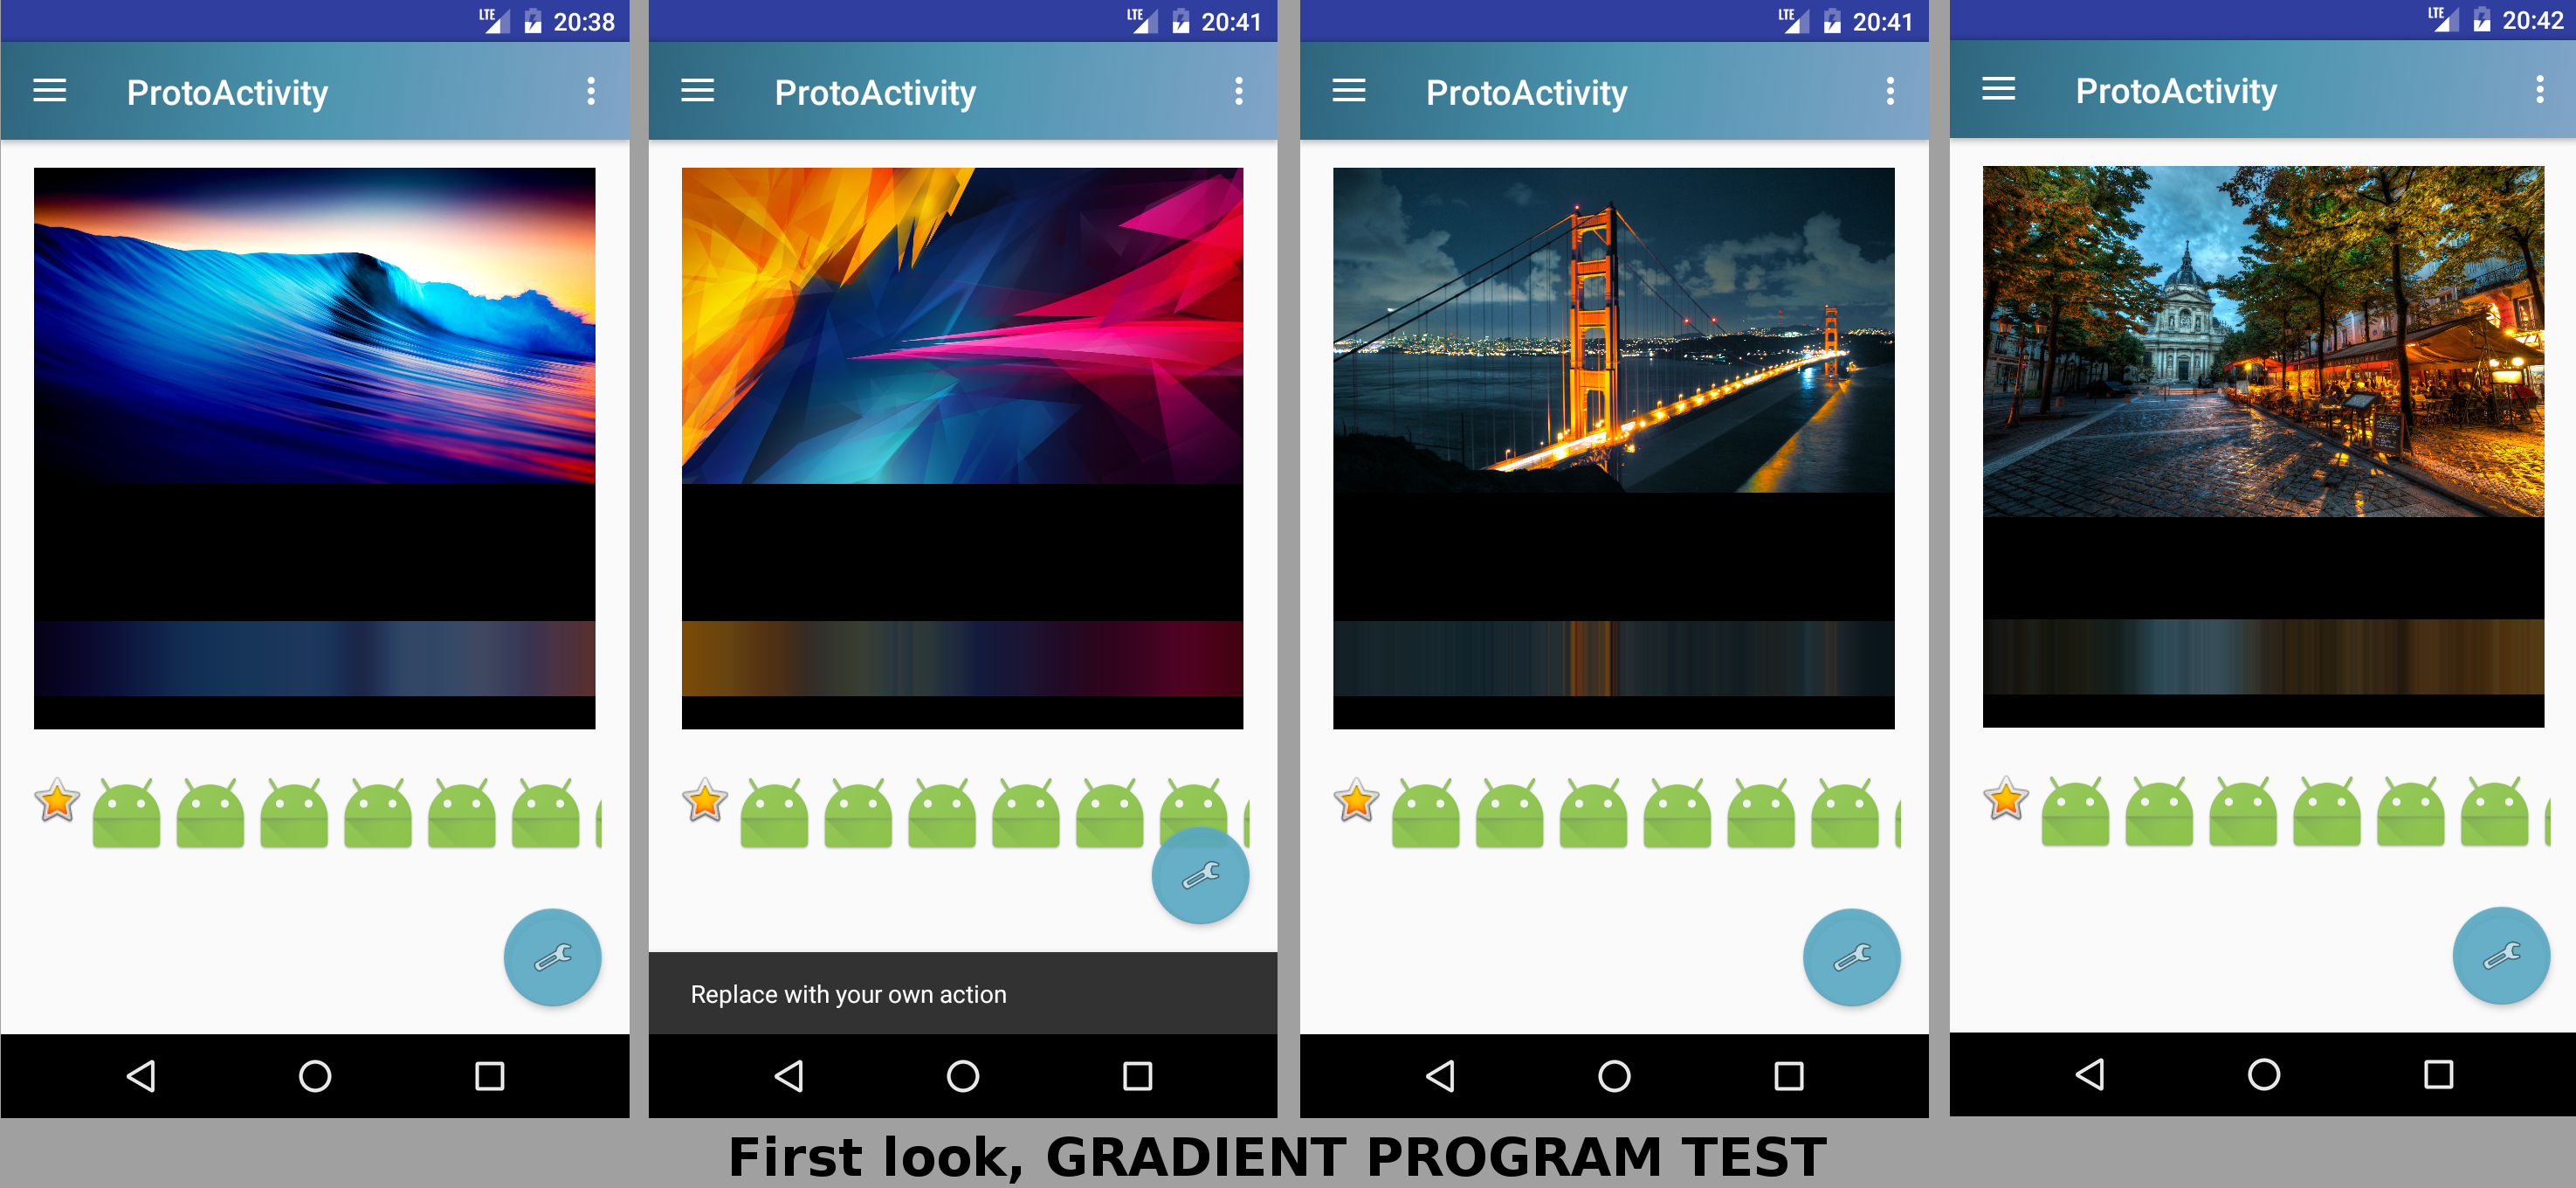 LTE 20:38
ProtoActivity
LTE 20:41
ProtoActivity
Replace with your own action
LTE 20:41
ProtoActivity
LTE 20:42
ProtoActivity
First look, GRADIENT PROGRAM TEST